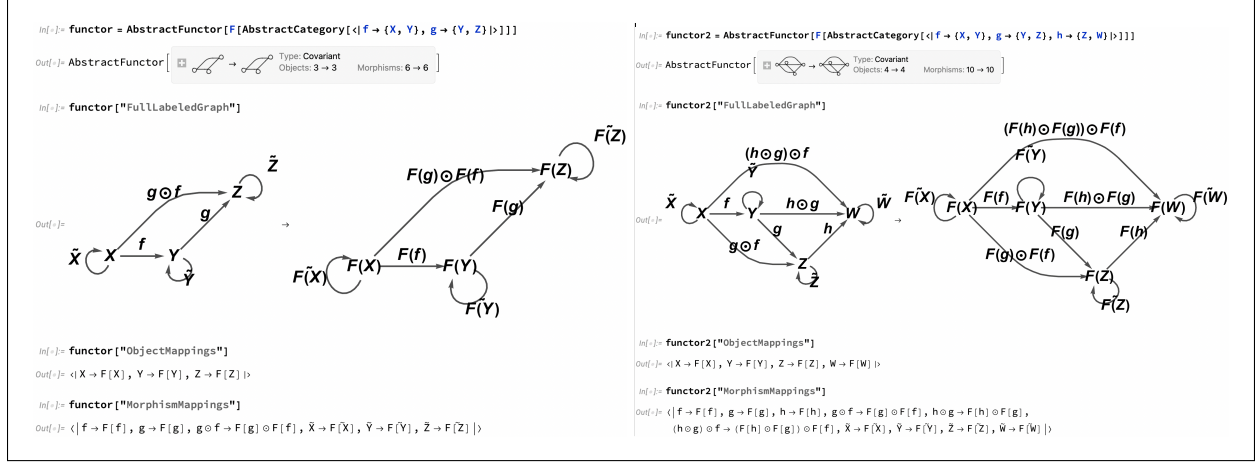 In[◦]:= functor = AbstractFunctor[F[AbstractCategory[<|f → {X, Y}, g → {Y, Z}|>]]]
Out[◦]= AbstractFunctor[
Type: Covariant
Objects: 3 → 3 Morphisms: 6 → 6
]
In[◦]:= functor["FullLabeledGraph"]
Out[◦]=
X̃
X
f
Y
Ỹ
g
g⊙f
Z
Z̃
→
F(X̃)
F(X)
F(f)
F(Y)
F(Ỹ)
F(g)
F(g)⊙F(f)
F(Z)
F(Z̃)
In[◦]:= functor["ObjectMappings"]
Out[◦]= <|X → F[X], Y → F[Y], Z → F[Z]|>
In[◦]:= functor["MorphismMappings"]
Out[◦]= <|f → F[f], g → F[g], g⊙f → F[g]⊙F[f], X̃ → F[X̃], Ỹ → F[Ỹ], Z̃ → F[Z̃]|>
In[◦]:= functor2 = AbstractFunctor[F[AbstractCategory[<|f → {X, Y}, g → {Y, Z}, h → {Z, W}|>]]]
Out[◦]= AbstractFunctor[
Type: Covariant
Objects: 4 → 4 Morphisms: 10 → 10
]
In[◦]:= functor2["FullLabeledGraph"]
Out[◦]=
(h⊙g)⊙f
Ỹ
X̃
X
f
Y
h⊙g
W
W̃
g
h
g⊙f
Z
Z̃
→
(F(h)⊙F(g))⊙F(f)
F(Ỹ)
F(X̃)
F(X)
F(f)
F(Y)
F(h)⊙F(g)
F(W)
F(W̃)
F(g)
F(h)
F(g)⊙F(f)
F(Z)
F(Z̃)
In[◦]:= functor2["ObjectMappings"]
Out[◦]= <|X → F[X], Y → F[Y], Z → F[Z], W → F[W]|>
In[◦]:= functor2["MorphismMappings"]
Out[◦]= <|f → F[f], g → F[g], h → F[h], g⊙f → F[g]⊙F[f], h⊙g → F[h]⊙F[g],
(h⊙g)⊙f → (F[h]⊙F[g])⊙F[f], X̃ → F[X̃], Ỹ → F[Ỹ], Z̃ → F[Z̃], W̃ → F[W̃]|>